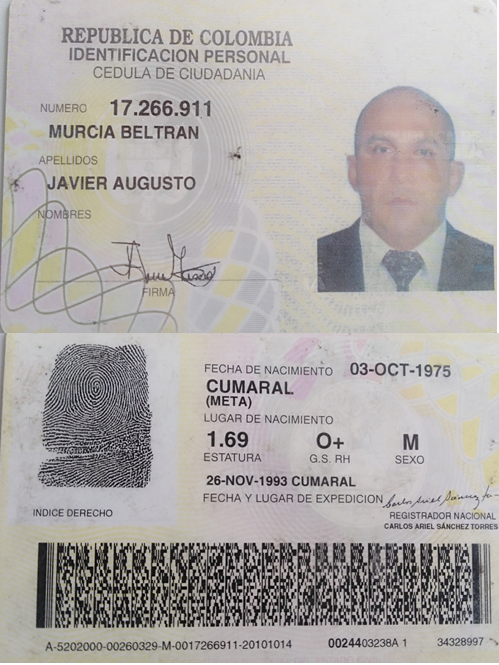 REPUBLICA DE COLOMBIA
IDENTIFICACION PERSONAL
CEDULA DE CIUDADANIA
NUMERO 17.266.911
MURCIA BELTRAN
APELLIDOS
JAVIER AUGUSTO
NOMBRES
FIRMA
FECHA DE NACIMIENTO 03-OCT-1975
CUMARAL
(META)
LUGAR DE NACIMIENTO
1.69 O+ M
ESTATURA G.S. RH SEXO
26-NOV-1993 CUMARAL
FECHA Y LUGAR DE EXPEDICION
INDICE DERECHO
REGISTRADOR NACIONAL
CARLOS ARIEL SÁNCHEZ TORRES
A-5202000-00260329-M-0017266911-20101014 0024403238A 1 34328997